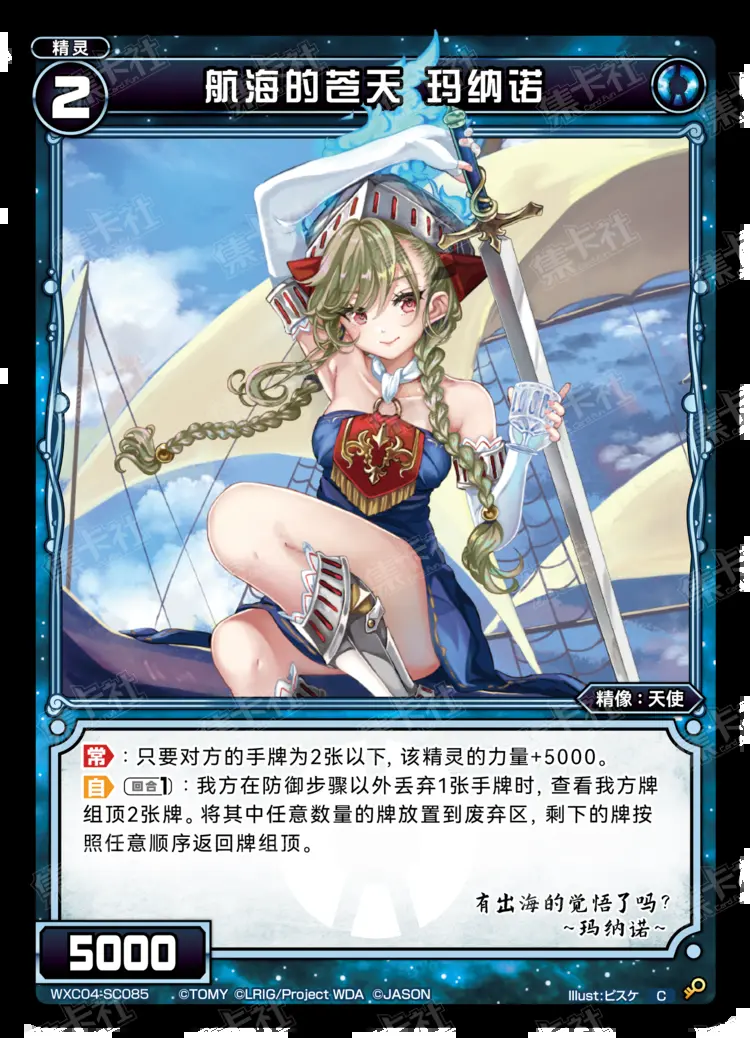 精灵
2
航海的苍天 玛纳诺
精像:天使
常:只要对方的手牌为2张以下,该精灵的力量+5000。
自 回合1:我方在防御步骤以外丢弃1张手牌时,查看我方牌
组顶2张牌。将其中任意数量的牌放置到废弃区,剩下的牌按
照任意顺序返回牌组顶。
有出海的觉悟了吗?
~玛纳诺~
5000
WXC04-SC085 ©TOMY ©LRIG/Project WDA ©JASON Illust:ピスケ C
集卡社